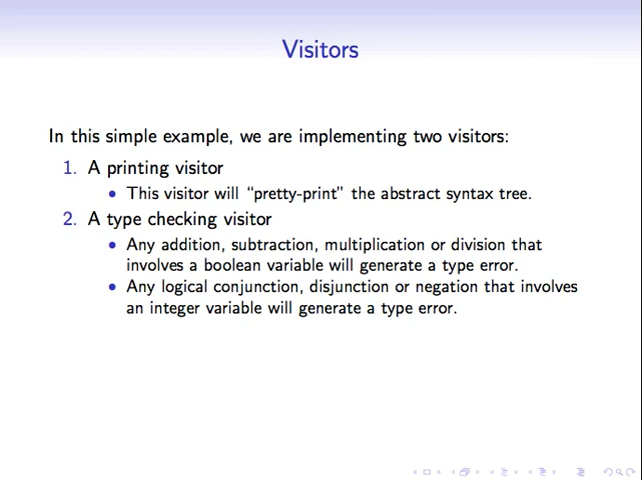 Visitors
In this simple example, we are implementing two visitors:
1. A printing visitor
• This visitor will “pretty-print” the abstract syntax tree.
2. A type checking visitor
• Any addition, subtraction, multiplication or division that
involves a boolean variable will generate a type error.
• Any logical conjunction, disjunction or negation that involves
an integer variable will generate a type error.